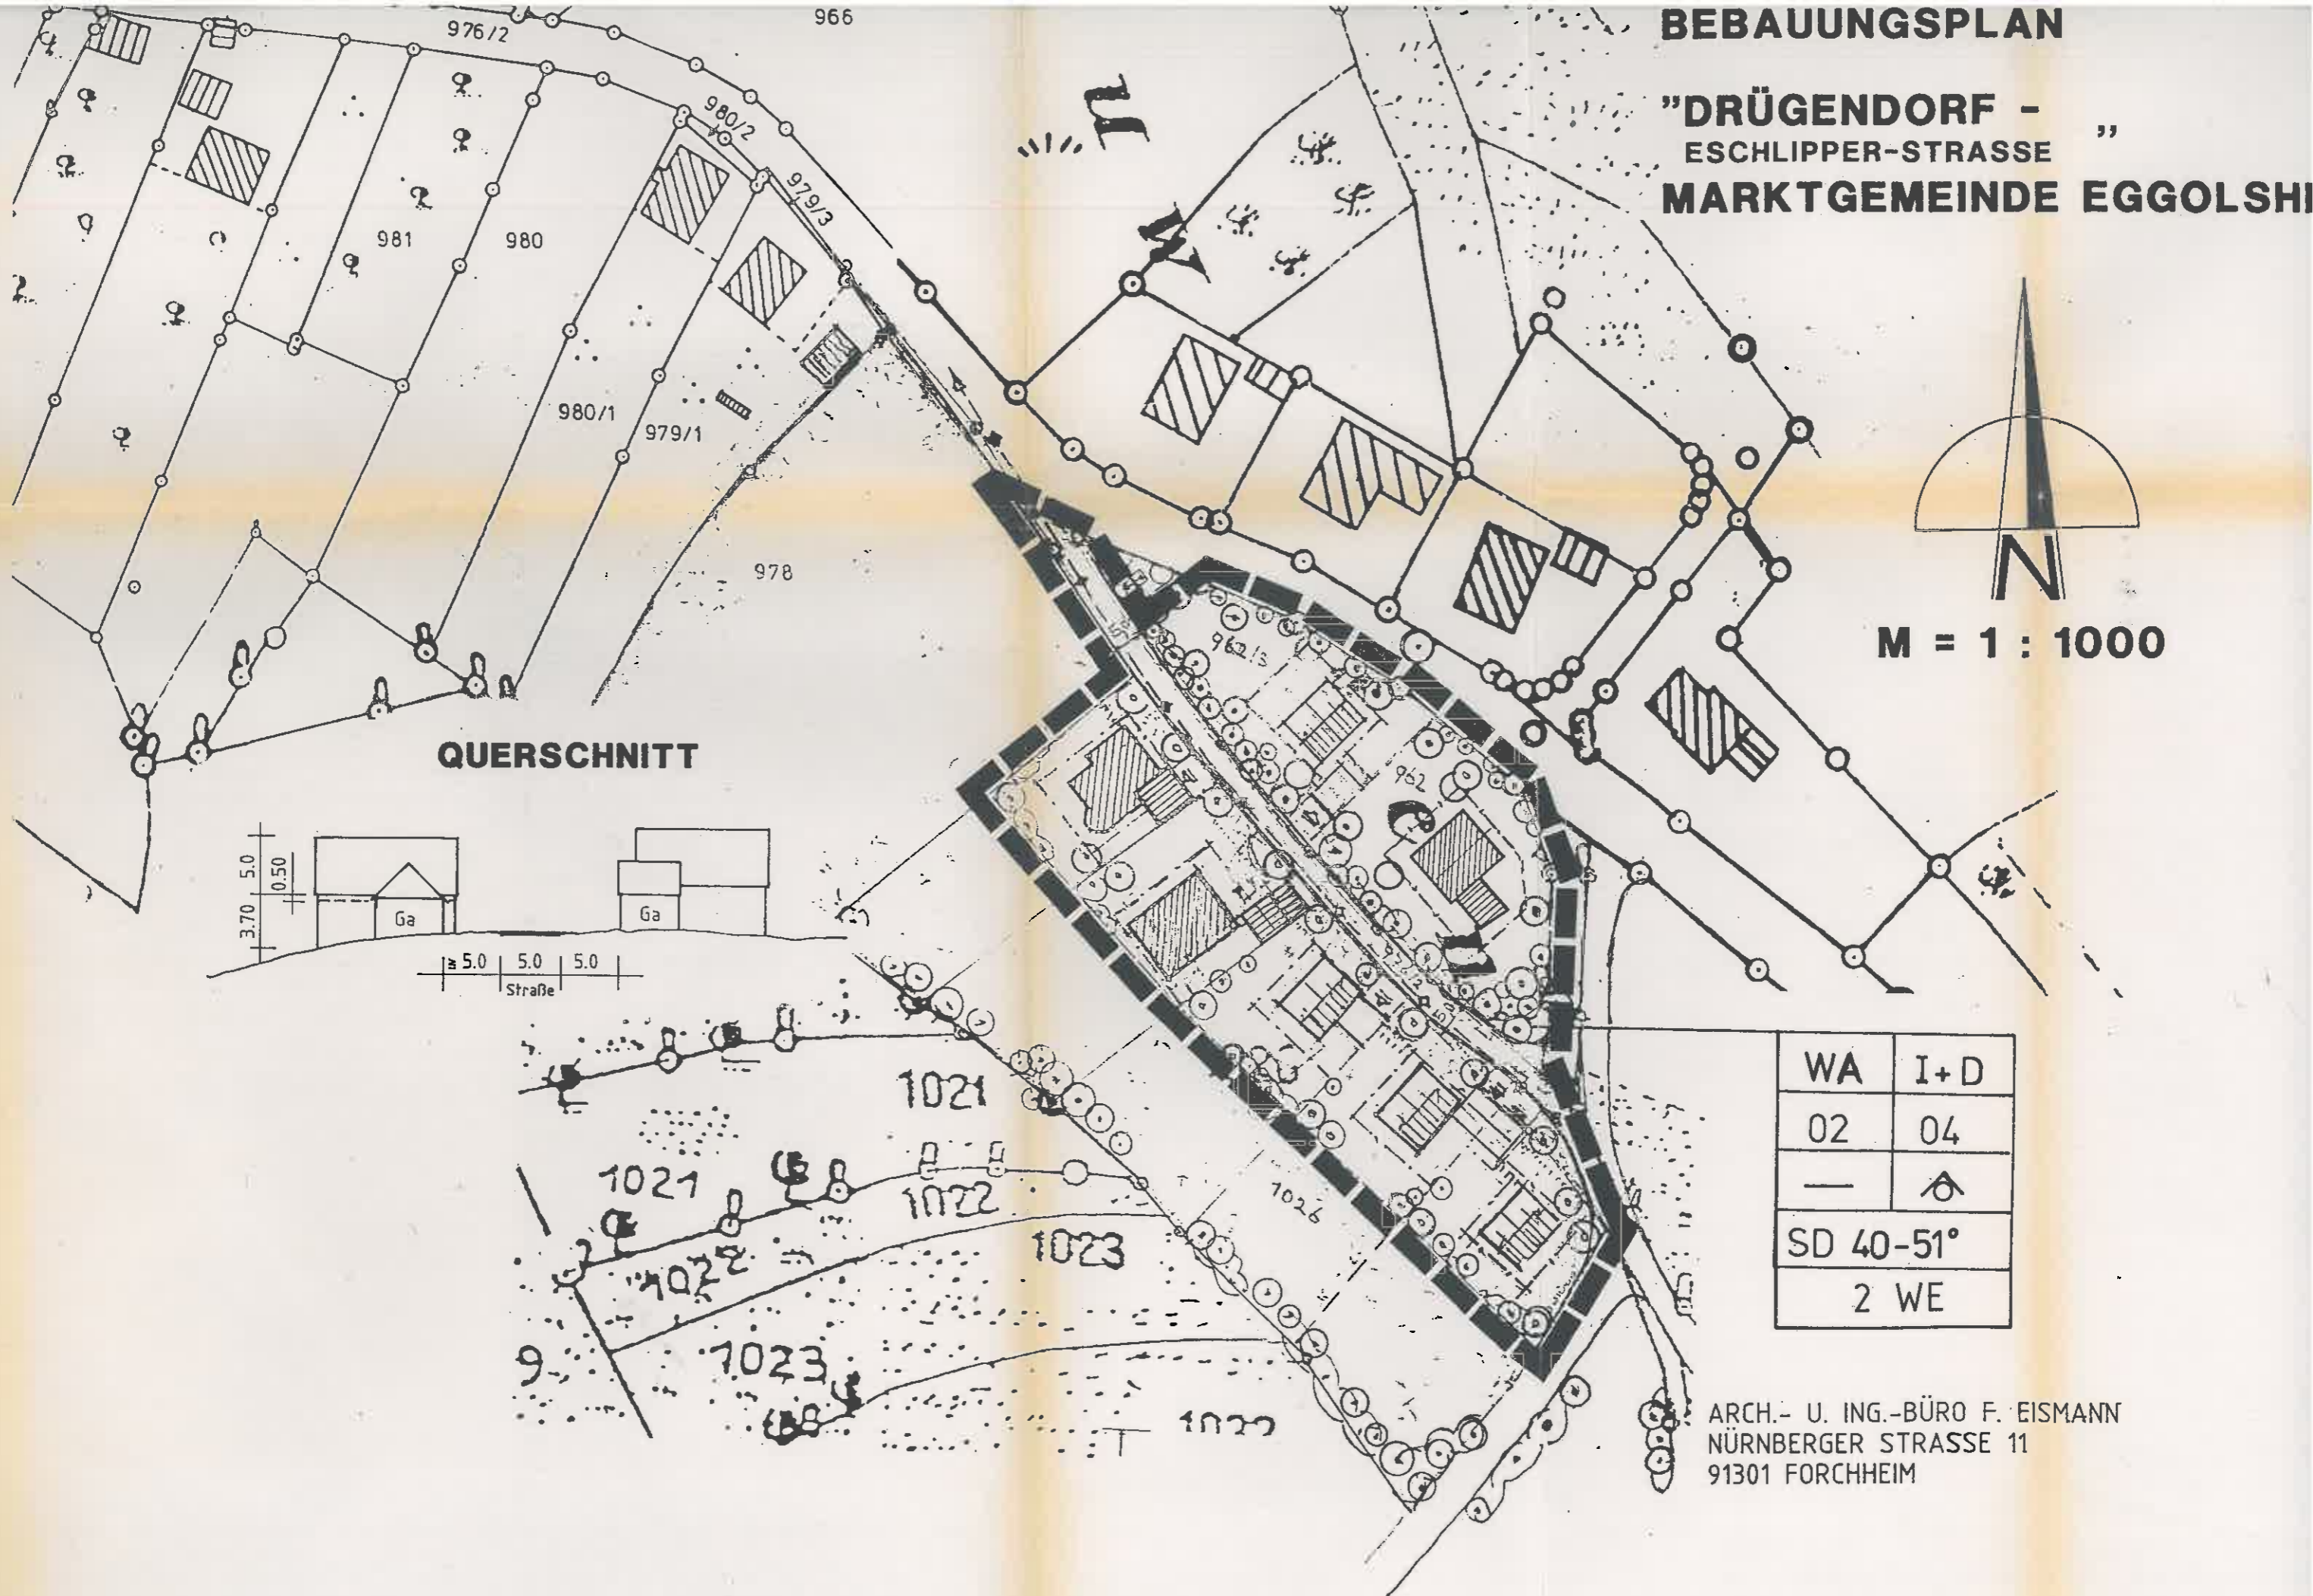 BEBAUUNGSPLAN
"DRÜGENDORF -
ESCHLIPPER-STRASSE "
MARKTGEMEINDE EGGOLSH
N
M = 1 : 1000
966
976/2
980/2
979/3
981
980
980/1
979/1
978
962/3
962
QUERSCHNITT
5.0
0.50
3.70
Ga
Ga
≥ 5.0
5.0
5.0
Straße
1021
1021
1022
1022
1023
1023
1026
9
WA
I+D
02
04
—
SD 40-51°
2 WE
ARCH.- U. ING.-BÜRO F. EISMANN
NÜRNBERGER STRASSE 11
91301 FORCHHEIM